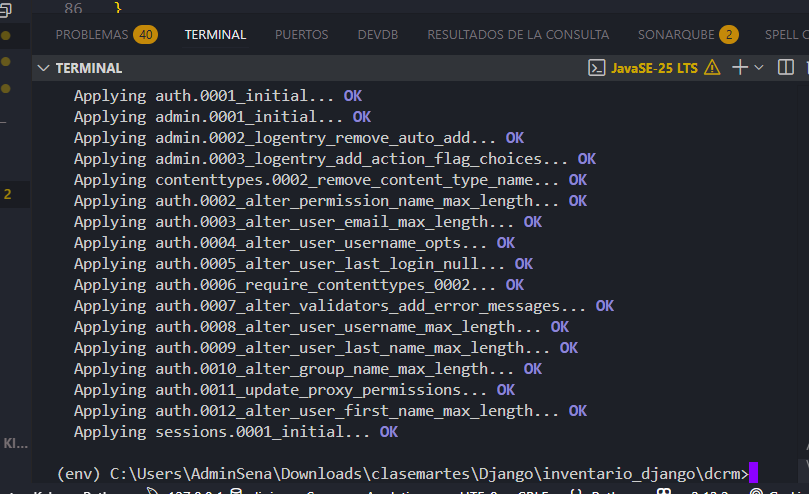 86 }
PROBLEMAS 40 TERMINAL PUERTOS DEVDB RESULTADOS DE LA CONSULTA SONARQUBE 2 SPELL C
TERMINAL JavaSE-25 LTS
Applying auth.0001_initial... OK
Applying admin.0001_initial... OK
Applying admin.0002_logentry_remove_auto_add... OK
Applying admin.0003_logentry_add_action_flag_choices... OK
Applying contenttypes.0002_remove_content_type_name... OK
Applying auth.0002_alter_permission_name_max_length... OK
2
Applying auth.0003_alter_user_email_max_length... OK
Applying auth.0004_alter_user_username_opts... OK
Applying auth.0005_alter_user_last_login_null... OK
Applying auth.0006_require_contenttypes_0002... OK
Applying auth.0007_alter_validators_add_error_messages... OK
Applying auth.0008_alter_user_username_max_length... OK
Applying auth.0009_alter_user_last_name_max_length... OK
Applying auth.0010_alter_group_name_max_length... OK
Applying auth.0011_update_proxy_permissions... OK
Applying auth.0012_alter_user_first_name_max_length... OK
Applying sessions.0001_initial... OK
KI...
(env) C:\Users\AdminSena\Downloads\clasemartes\Django\inventario_django\dcrm>